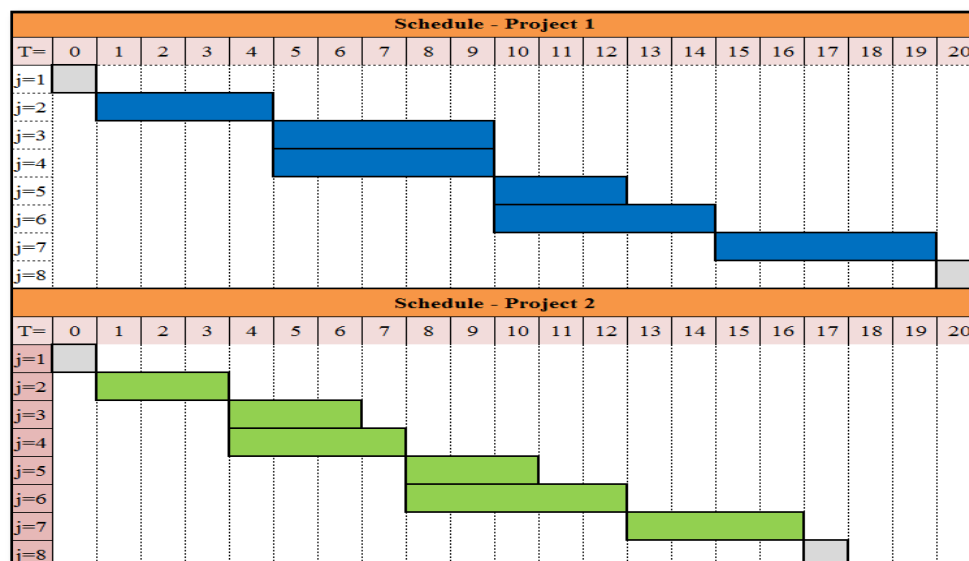 Schedule - Project 1
T= 0 1 2 3 4 5 6 7 8 9 10 11 12 13 14 15 16 17 18 19 20
j=1
j=2
j=3
j=4
j=5
j=6
j=7
j=8
Schedule - Project 2
T= 0 1 2 3 4 5 6 7 8 9 10 11 12 13 14 15 16 17 18 19 20
j=1
j=2
j=3
j=4
j=5
j=6
j=7
j=8